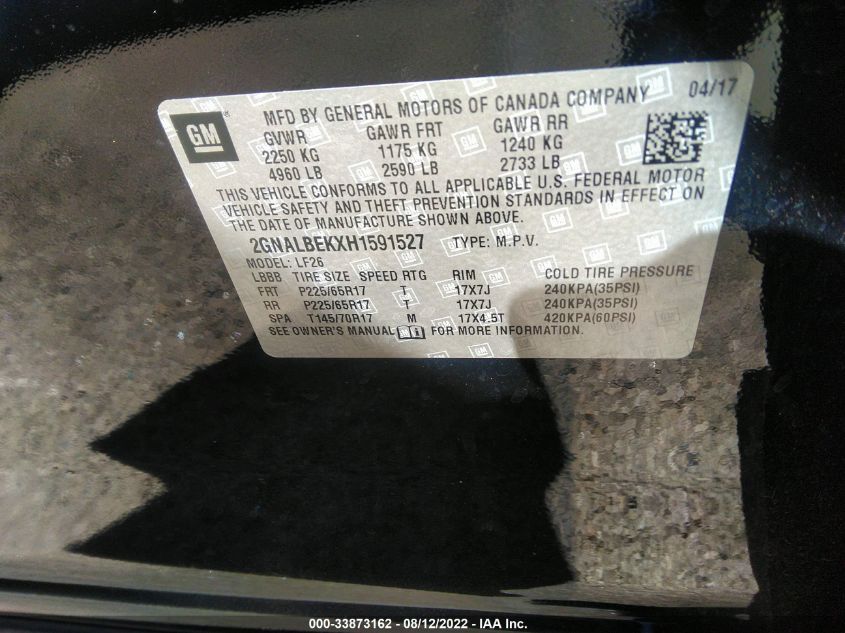 GM
MFD BY GENERAL MOTORS OF CANADA COMPANY 04/17
GVWR GAWR FRT GAWR RR
2250 KG 1175 KG 1240 KG
4960 LB 2590 LB 2733 LB
THIS VEHICLE CONFORMS TO ALL APPLICABLE U.S. FEDERAL MOTOR
VEHICLE SAFETY AND THEFT PREVENTION STANDARDS IN EFFECT ON
THE DATE OF MANUFACTURE SHOWN ABOVE.
2GNALBEKXH1591527 TYPE: M.P.V.
MODEL: LF26
LBBB TIRE SIZE SPEED RTG RIM COLD TIRE PRESSURE
FRT P225/65R17 T 17X7J 240KPA(35PSI)
RR P225/65R17 T 17X7J 240KPA(35PSI)
SPA T145/70R17 M 17X4.5T 420KPA(60PSI)
SEE OWNER'S MANUAL FOR MORE INFORMATION.
000-33873162 - 08/12/2022 - IAA Inc.